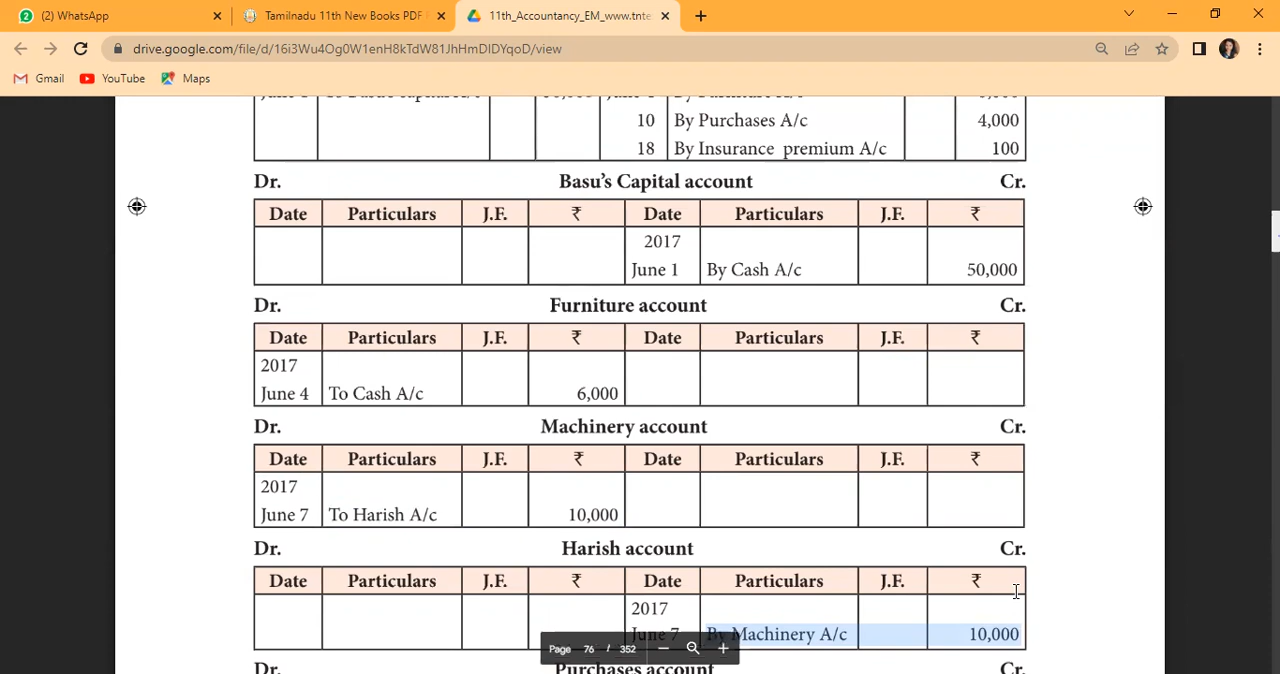 (2) WhatsApp
Tamilnadu 11th New Books PDF
11th_Accountancy_EM_www.tnte
drive.google.com/file/d/16i3Wu4Og0W1enH8kTdW81JhHmDIDYqoD/view
Gmail YouTube Maps
10 By Purchases A/c 4,000
18 By Insurance premium A/c 100
Dr. Basu's Capital account Cr.
Date Particulars J.F. ₹ Date Particulars J.F. ₹
2017
June 1 By Cash A/c 50,000
Dr. Furniture account Cr.
Date Particulars J.F. ₹ Date Particulars J.F. ₹
2017
June 4 To Cash A/c 6,000
Dr. Machinery account Cr.
Date Particulars J.F. ₹ Date Particulars J.F. ₹
2017
June 7 To Harish A/c 10,000
Dr. Harish account Cr.
Date Particulars J.F. ₹ Date Particulars J.F. ₹
2017
June 7 By Machinery A/c 10,000
Page 76 / 352
Dr. Purchases account Cr.